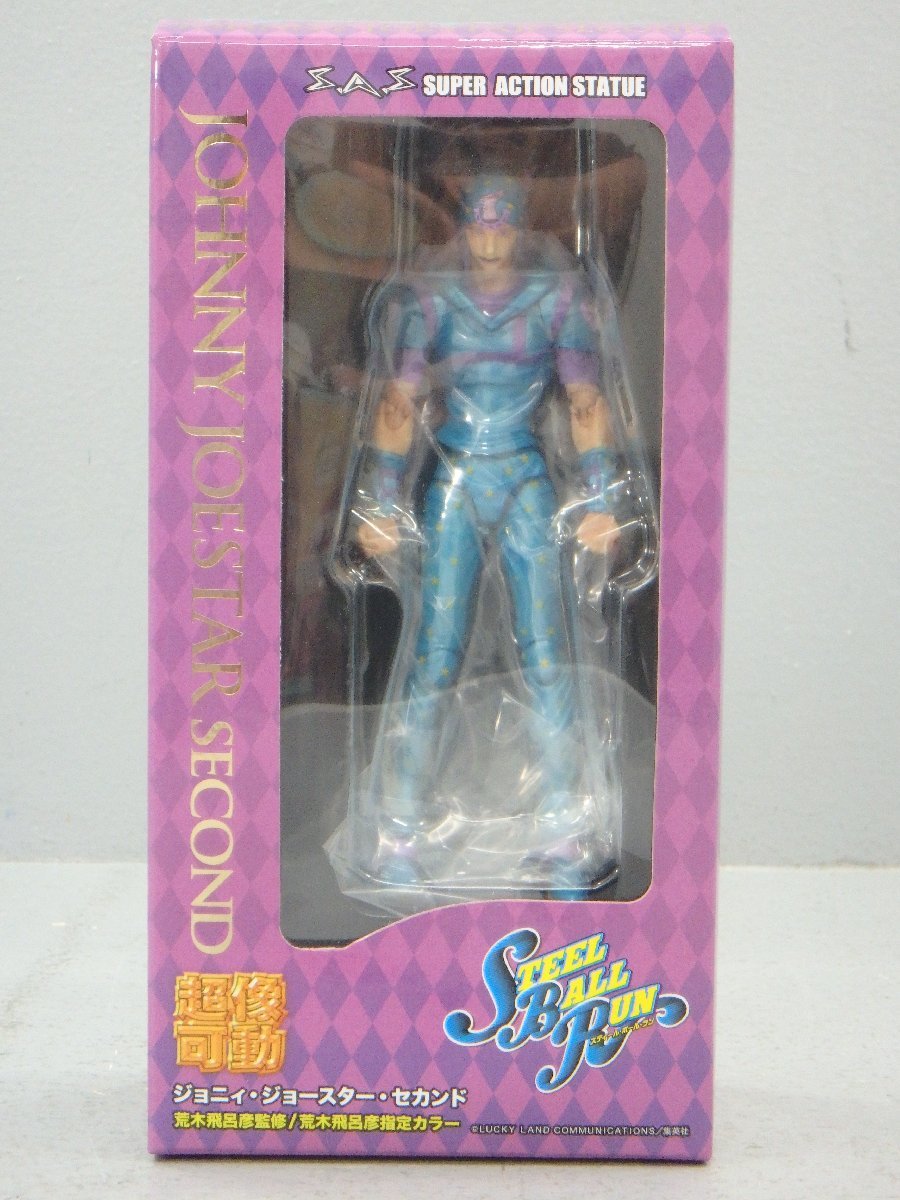 S.A.S SUPER ACTION STATUE
JOHNNY JOESTAR SECOND
STEEL
BALL
RUN
スティール・ボール・ラン
超像
可動
ジョニィ・ジョースター・セカンド
荒木飛呂彦監修/荒木飛呂彦指定カラー
©LUCKY LAND COMMUNICATIONS/集英社